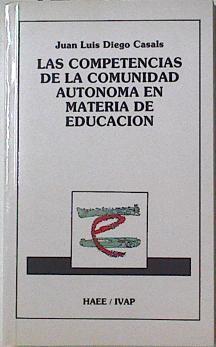 Juan Luis Diego Casals
LAS COMPETENCIAS
DE LA COMUNIDAD
AUTONOMA EN
MATERIA DE
EDUCACION
e
HAEE / IVAP